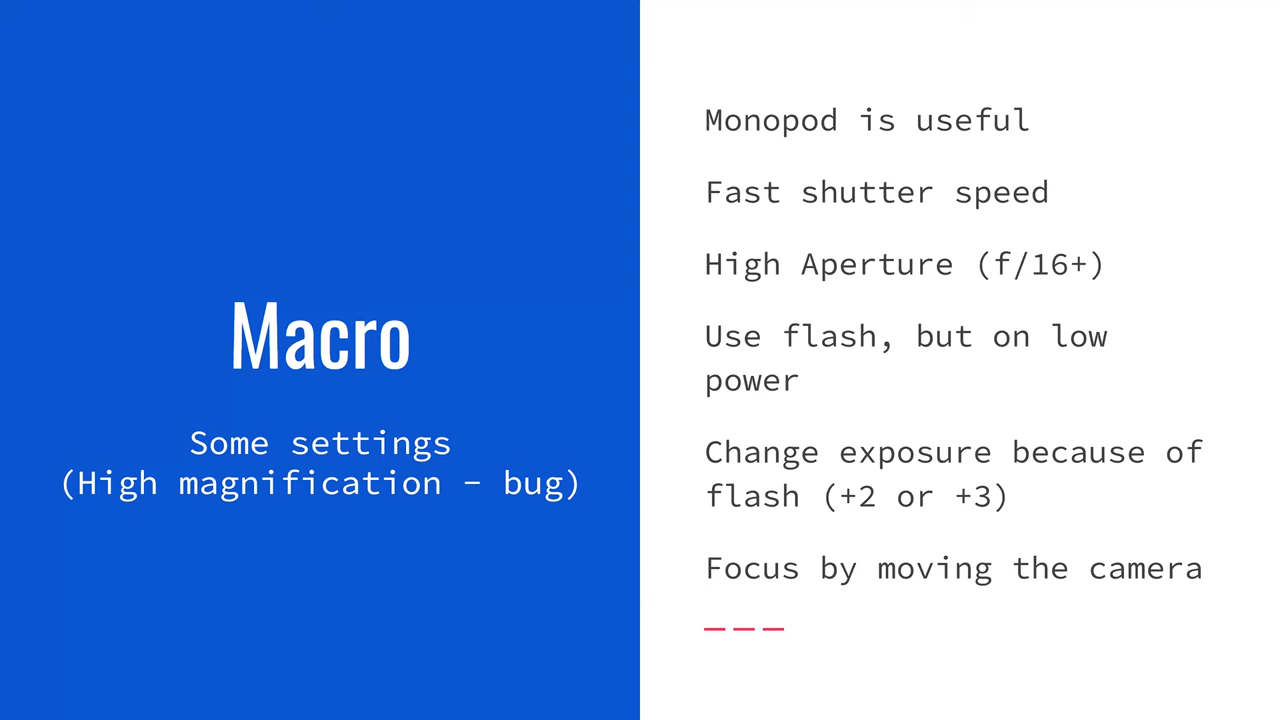 Macro
Some settings
(High magnification - bug)
Monopod is useful
Fast shutter speed
High Aperture (f/16+)
Use flash, but on low
power
Change exposure because of
flash (+2 or +3)
Focus by moving the camera